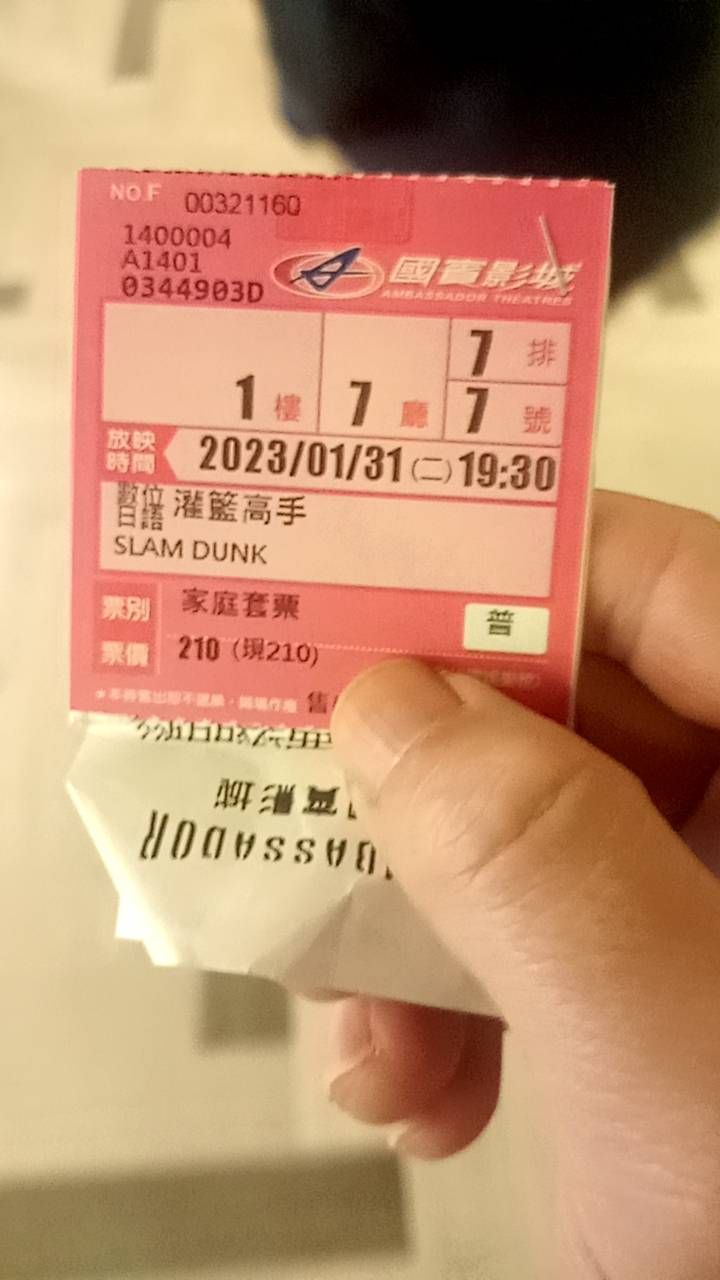 NO.F 00321160
1400004
A1401
0344903D
國賓影城
AMBASSADOR THEATRES
1 樓 7 廳 7 排
7 號
放映時間 2023/01/31 (二) 19:30
數位日語 灌籃高手
SLAM DUNK
票別 家庭套票 普
票價 210 (現210)
售
賓影城
BASSADOR